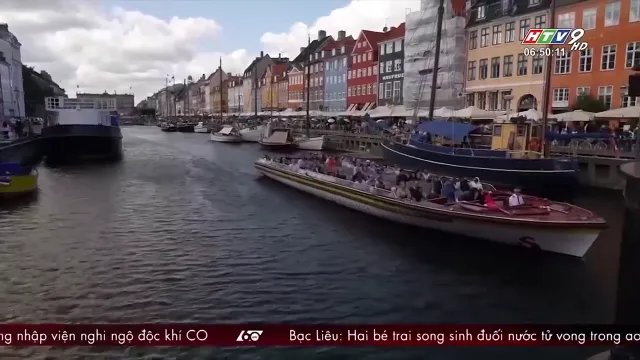 HTV9
06:50:11 HD
ng nhập viện nghi ngộ độc khí CO
Bạc Liêu: Hai bé trai song sinh đuối nước tử vong trong ao